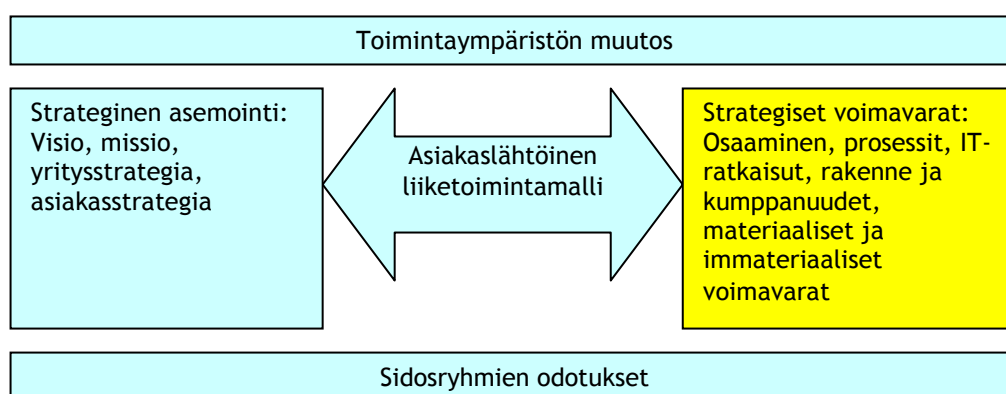 Toimintaympäristön muutos
Strateginen asemointi:
Visio, missio,
yritysstrategia,
asiakasstrategia
Asiakaslähtöinen
liiketoimintamalli
Strategiset voimavarat:
Osaaminen, prosessit, IT-
ratkaisut, rakenne ja
kumppanuudet,
materiaaliset ja
immateriaaliset
voimavarat
Sidosryhmien odotukset